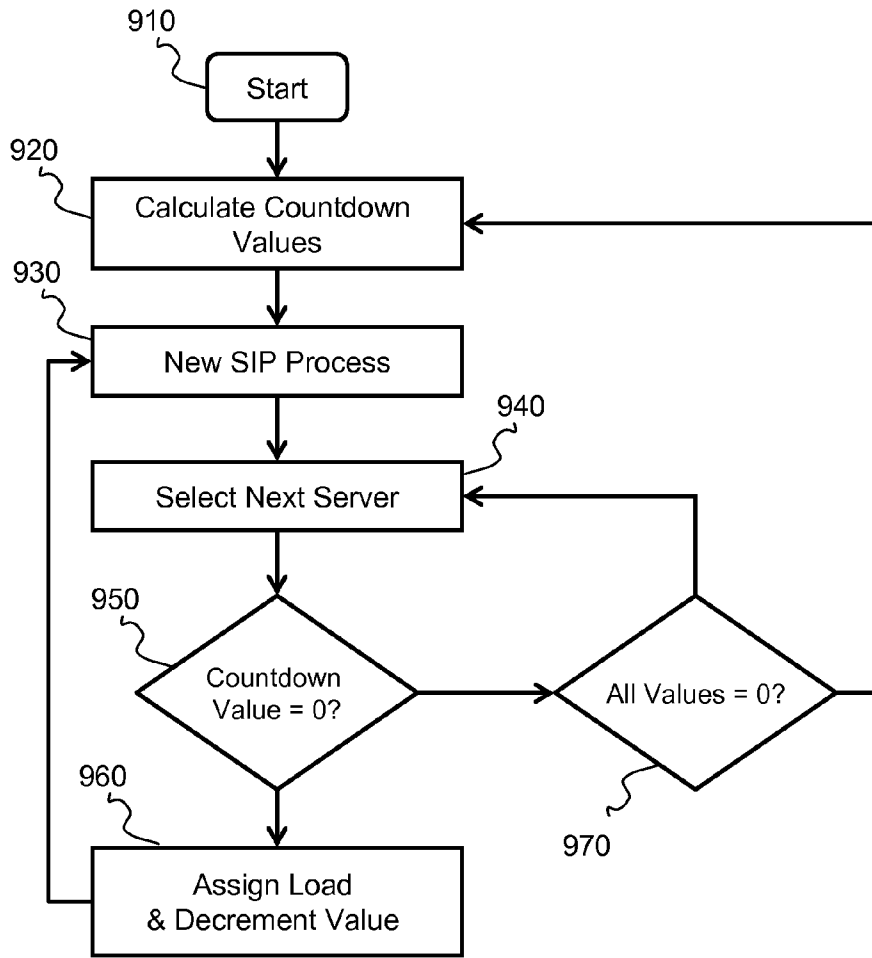 910
Start
920
Calculate Countdown
Values
930
New SIP Process
940
Select Next Server
950
Countdown
Value = 0?
All Values = 0?
960
970
Assign Load
& Decrement Value